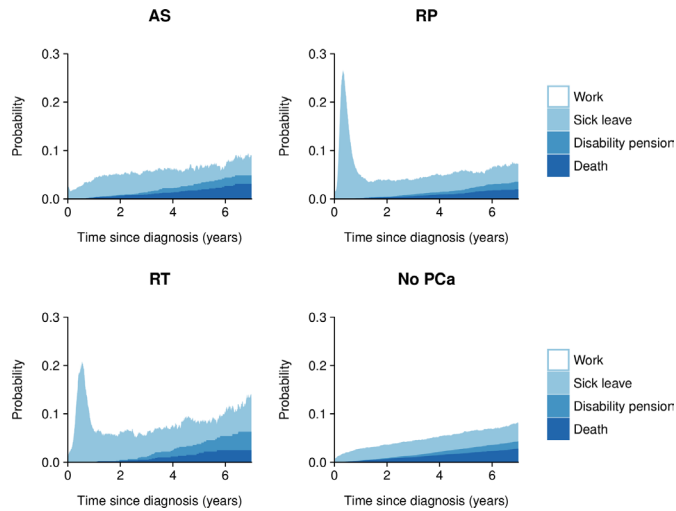 AS
RP
0.3
0.2
0.1
0.0
Probability
0 2 4 6
Time since diagnosis (years)
0.3
0.2
0.1
0.0
Probability
0 2 4 6
Time since diagnosis (years)
Work
Sick leave
Disability pension
Death
RT
No PCa
0.3
0.2
0.1
0.0
Probability
0 2 4 6
Time since diagnosis (years)
0.3
0.2
0.1
0.0
Probability
0 2 4 6
Time since diagnosis (years)
Work
Sick leave
Disability pension
Death